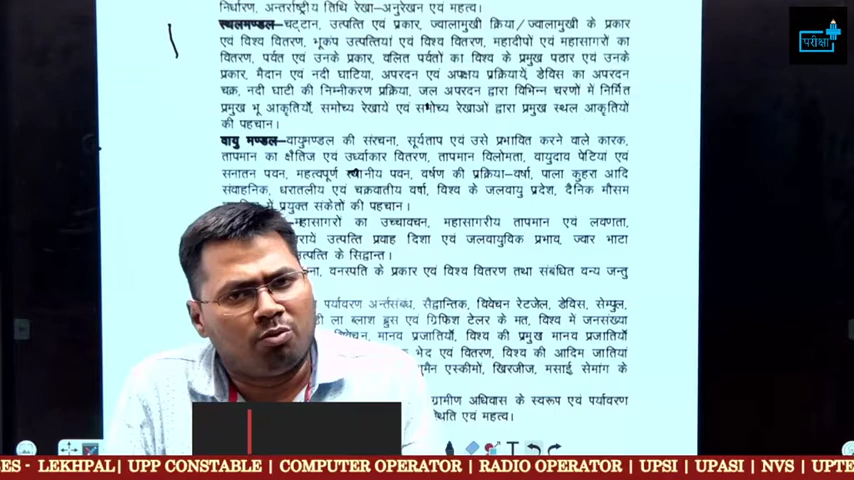 निर्धारण, अन्तर्राष्ट्रीय तिथि रेखा–अनुरेखन एवं महत्व।
स्थलमण्डल–चट्टान, उत्पत्ति एवं प्रकार, ज्वालामुखी क्रिया/ज्वालामुखी के प्रकार
एवं विश्व वितरण, भूकंप उत्पत्तियां एवं विश्व वितरण, महादीपों एवं महासागरों का
वितरण, पर्वत एवं उनके प्रकार, वलित पर्वतों का विश्व के प्रमुख पठार एवं उनके
प्रकार, मैदान एवं नदी घाटिया, अपरदन एवं अपक्षय प्रक्रियायें, डेविस का अपरदन
चक्र, नदी घाटी की निम्नीकरण प्रक्रिया, जल अपरदन द्वारा विभिन्न चरणों में निर्मित
प्रमुख भू आकृतियाँ, समोच्य रेखाये एवं समोच्य रेखाओं द्वारा प्रमुख स्थल आकृतियों
की पहचान।
वायु मण्डल–वायुमण्डल की संरचना, सूर्यताप एवं उसे प्रभावित करने वाले कारक,
तापमान का क्षैतिज एवं उर्ध्याकार वितरण, तापमान विलोमता, वायुदाव पेटियां एवं
सनातन पवन, महत्वपूर्ण स्थानीय पवन, वर्षण की प्रक्रिया–वर्षा, पाला कुहरा आदि
संवाहनिक, धरातलीय एवं चक्रवातीय वर्षा, विश्व के जलवायु प्रदेश, दैनिक मौसम
में प्रयुक्त संकेतों की पहचान।
महासागरों का उच्चावचन, महासागरीय तापमान एवं लवणता,
उत्पत्ति प्रवाह दिशा एवं जलवायुविक प्रभाव, ज्वार भाटा
के सिद्वान्त।
वनस्पति के प्रकार एवं विश्व वितरण तथा संबधित वन्य जन्तु
पर्यावरण अर्न्तसंबध, सैद्वान्तिक, विवेचन रेटजेल, डेविस, सेम्पुल,
ला ब्लाश ब्रुस एवं ग्रिफिश टेलर के मत, विश्व में जनसंख्या
मानव प्रजातियाँ, विश्व की प्रमुख मानव प्रजातियों
भेद एवं वितरण, विश्व की आदिम जातियां
एस्कीमों, खिरजीज, मसाई, सेमांग के
ग्रामीण अधिवास के स्वरूप एवं पर्यावरण
एवं महत्व।
परीक्षा
SES - LEKHPAL| UPP CONSTABLE | COMPUTER OPERATOR | RADIO OPERATOR | UPSI | UPASI | NVS | UPTE